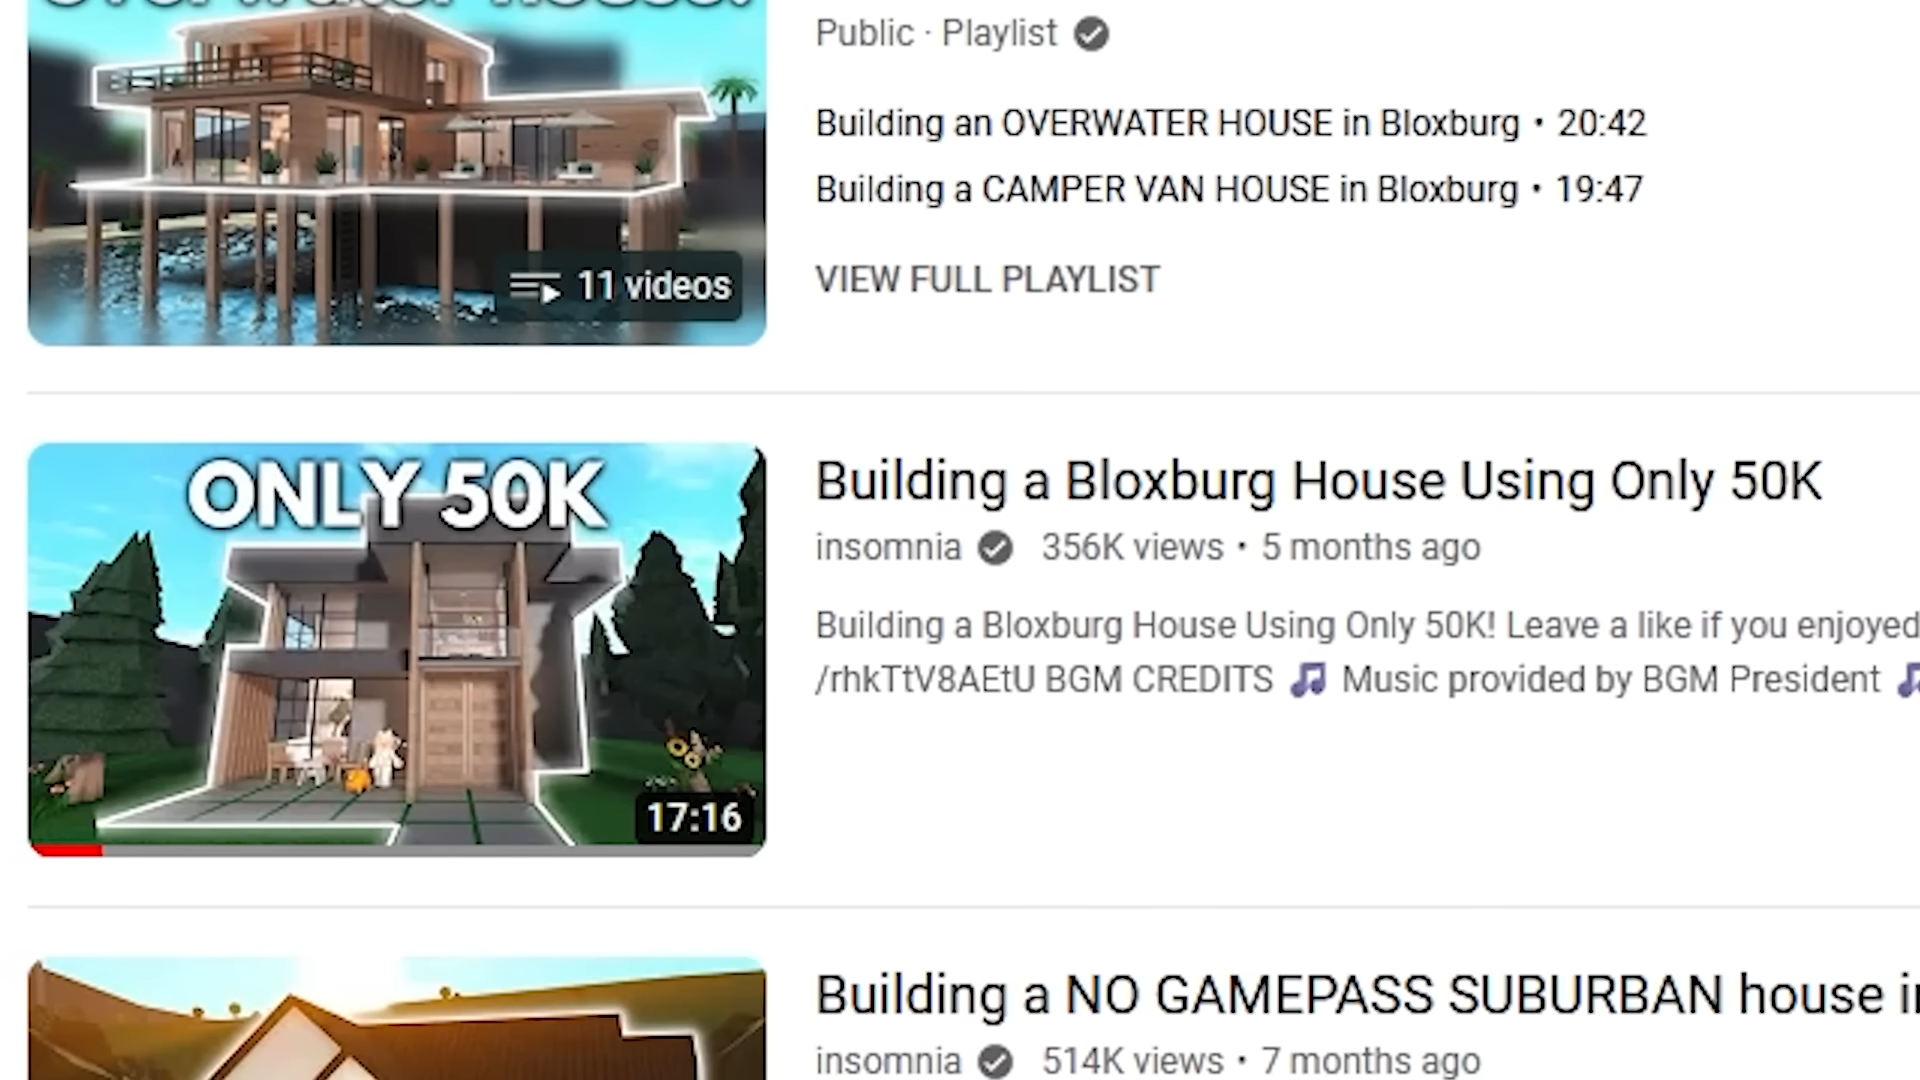 Public · Playlist
Building an OVERWATER HOUSE in Bloxburg • 20:42
Building a CAMPER VAN HOUSE in Bloxburg • 19:47
11 videos
VIEW FULL PLAYLIST
ONLY 50K
17:16
Building a Bloxburg House Using Only 50K
insomnia 356K views • 5 months ago
Building a Bloxburg House Using Only 50K! Leave a like if you enjoyed
/rhkTtV8AEtU BGM CREDITS 🎵 Music provided by BGM President 🎵
Building a NO GAMEPASS SUBURBAN house in
insomnia 514K views • 7 months ago